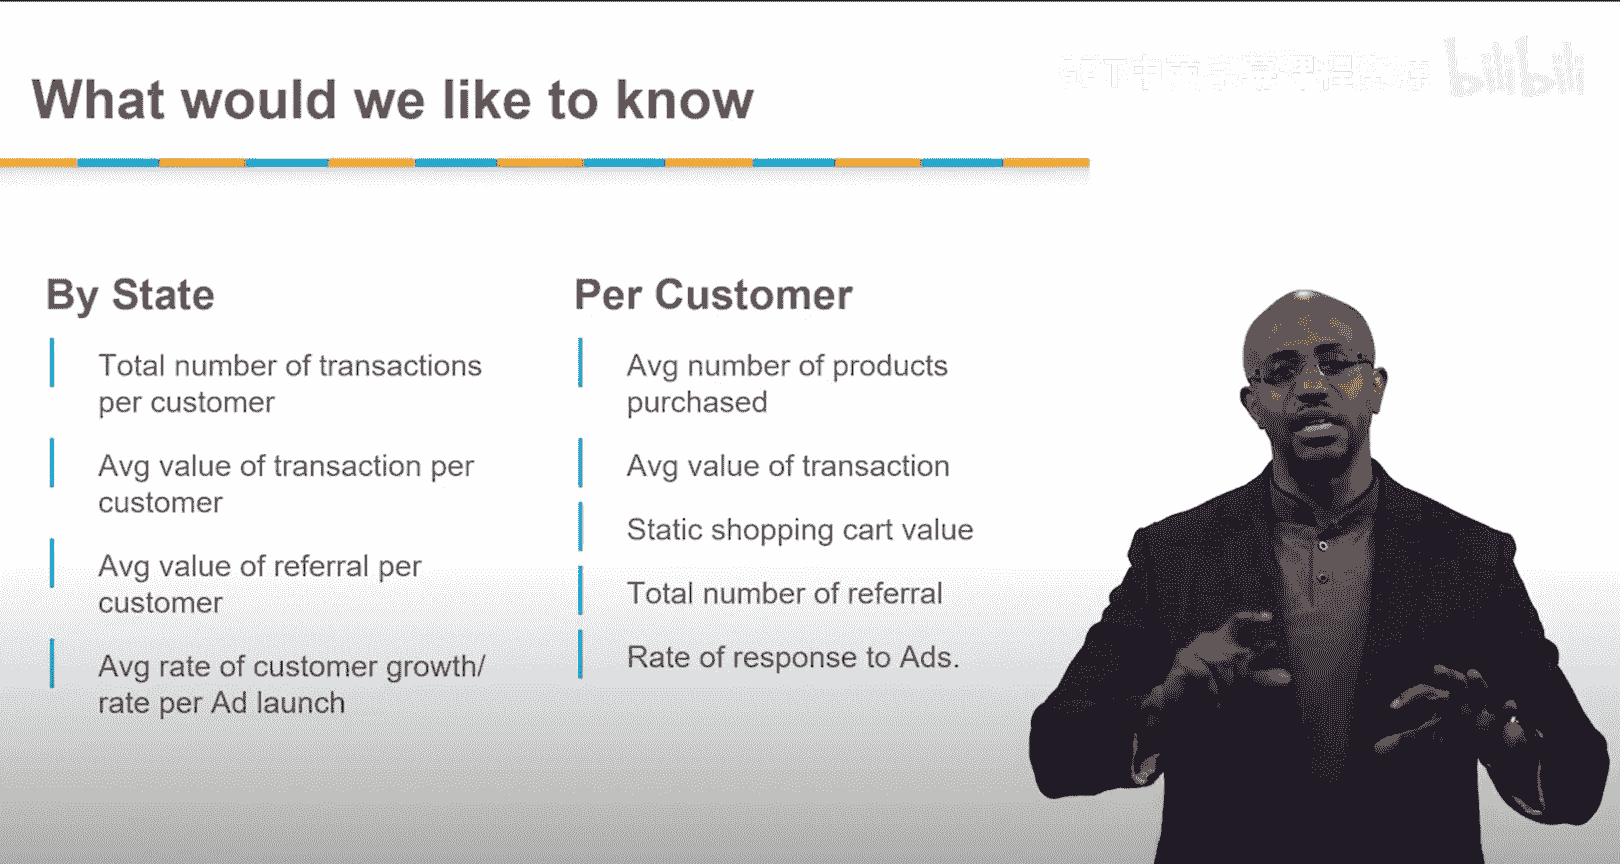 bilibili
What would we like to know
By State
Total number of transactions
per customer
Avg value of transaction per
customer
Avg value of referral per
customer
Avg rate of customer growth/
rate per Ad launch
Per Customer
Avg number of products
purchased
Avg value of transaction
Static shopping cart value
Total number of referral
Rate of response to Ads.